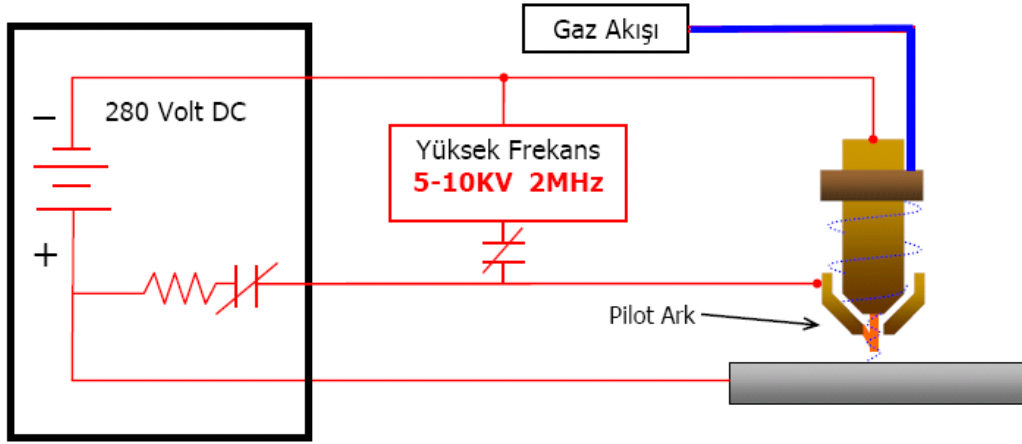 Gaz Akışı
280 Volt DC
−
+
Yüksek Frekans
5-10KV 2MHz
Pilot Ark